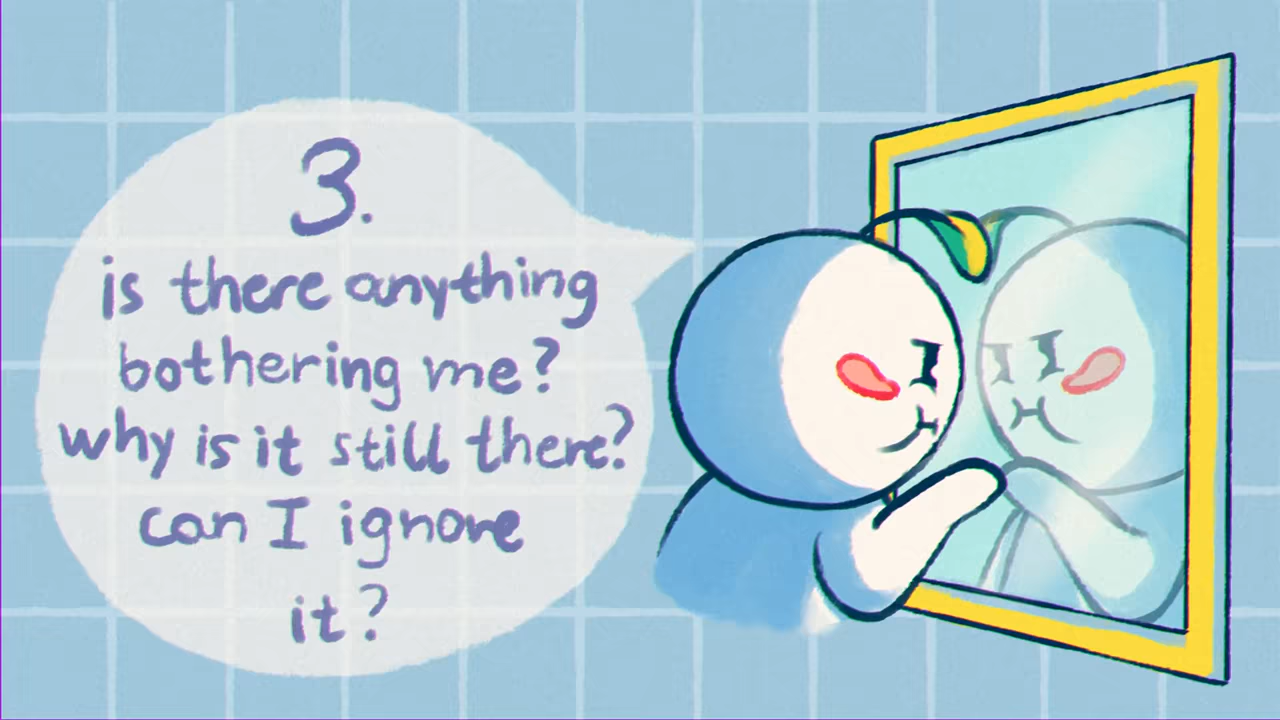 3.
is there anything
bothering me?
why is it still there?
can I ignore
it?